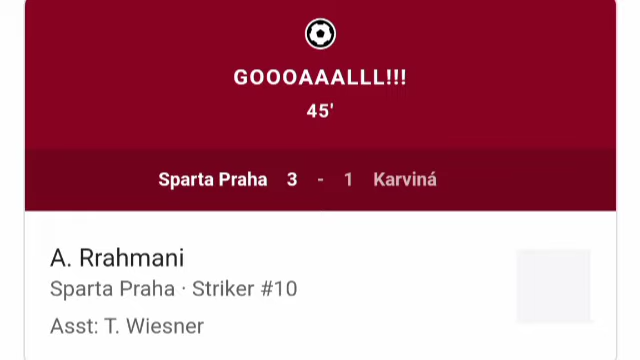 GOOOAAALLL!!!
45'
Sparta Praha 3 - 1 Karviná
A. Rrahmani
Sparta Praha · Striker #10
Asst: T. Wiesner